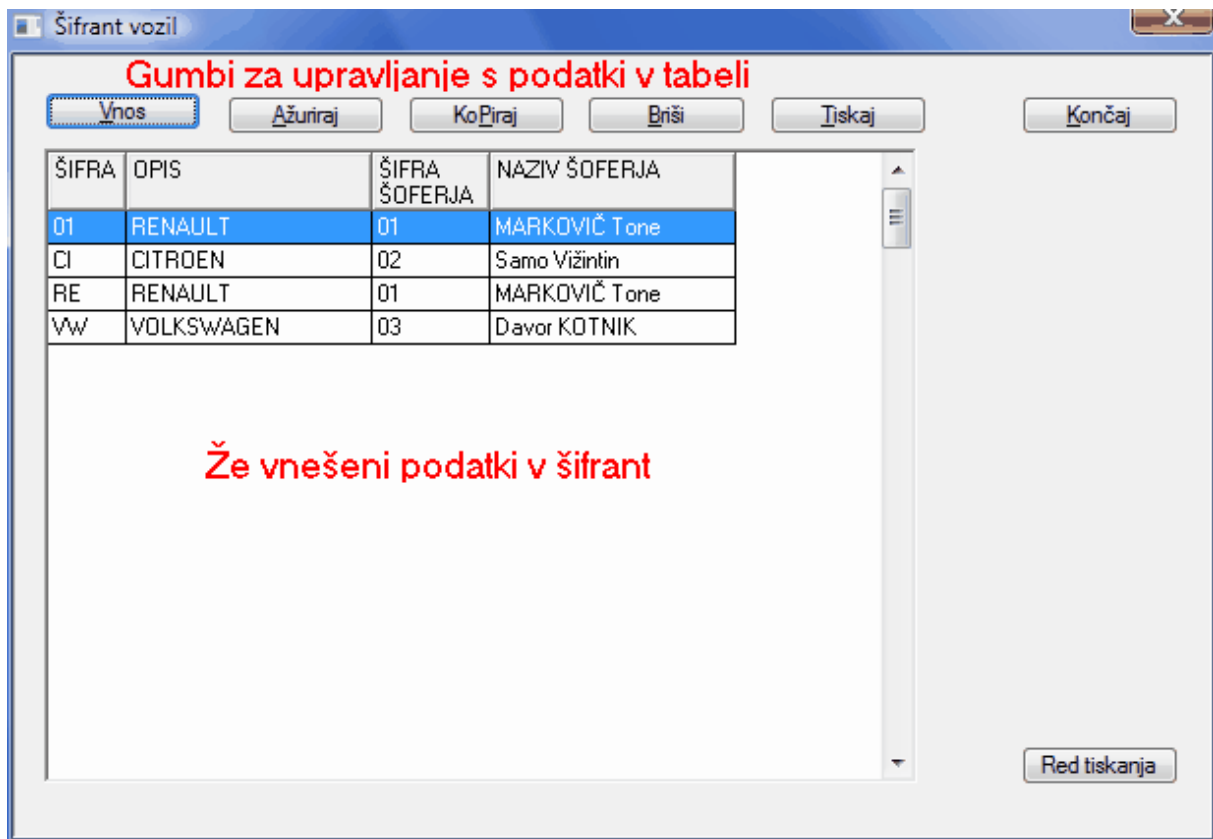 Šifrant vozil
Gumbi za upravljanje s podatki v tabeli
Vnos Ažuriraj KoPiraj Briši Tiskaj Končaj
ŠIFRA OPIS ŠIFRA ŠOFERJA NAZIV ŠOFERJA
01 RENAULT 01 MARKOVIČ Tone
CI CITROEN 02 Samo Vižintin
RE RENAULT 01 MARKOVIČ Tone
VW VOLKSWAGEN 03 Davor KOTNIK
Že vnešeni podatki v šifrant
Red tiskanja